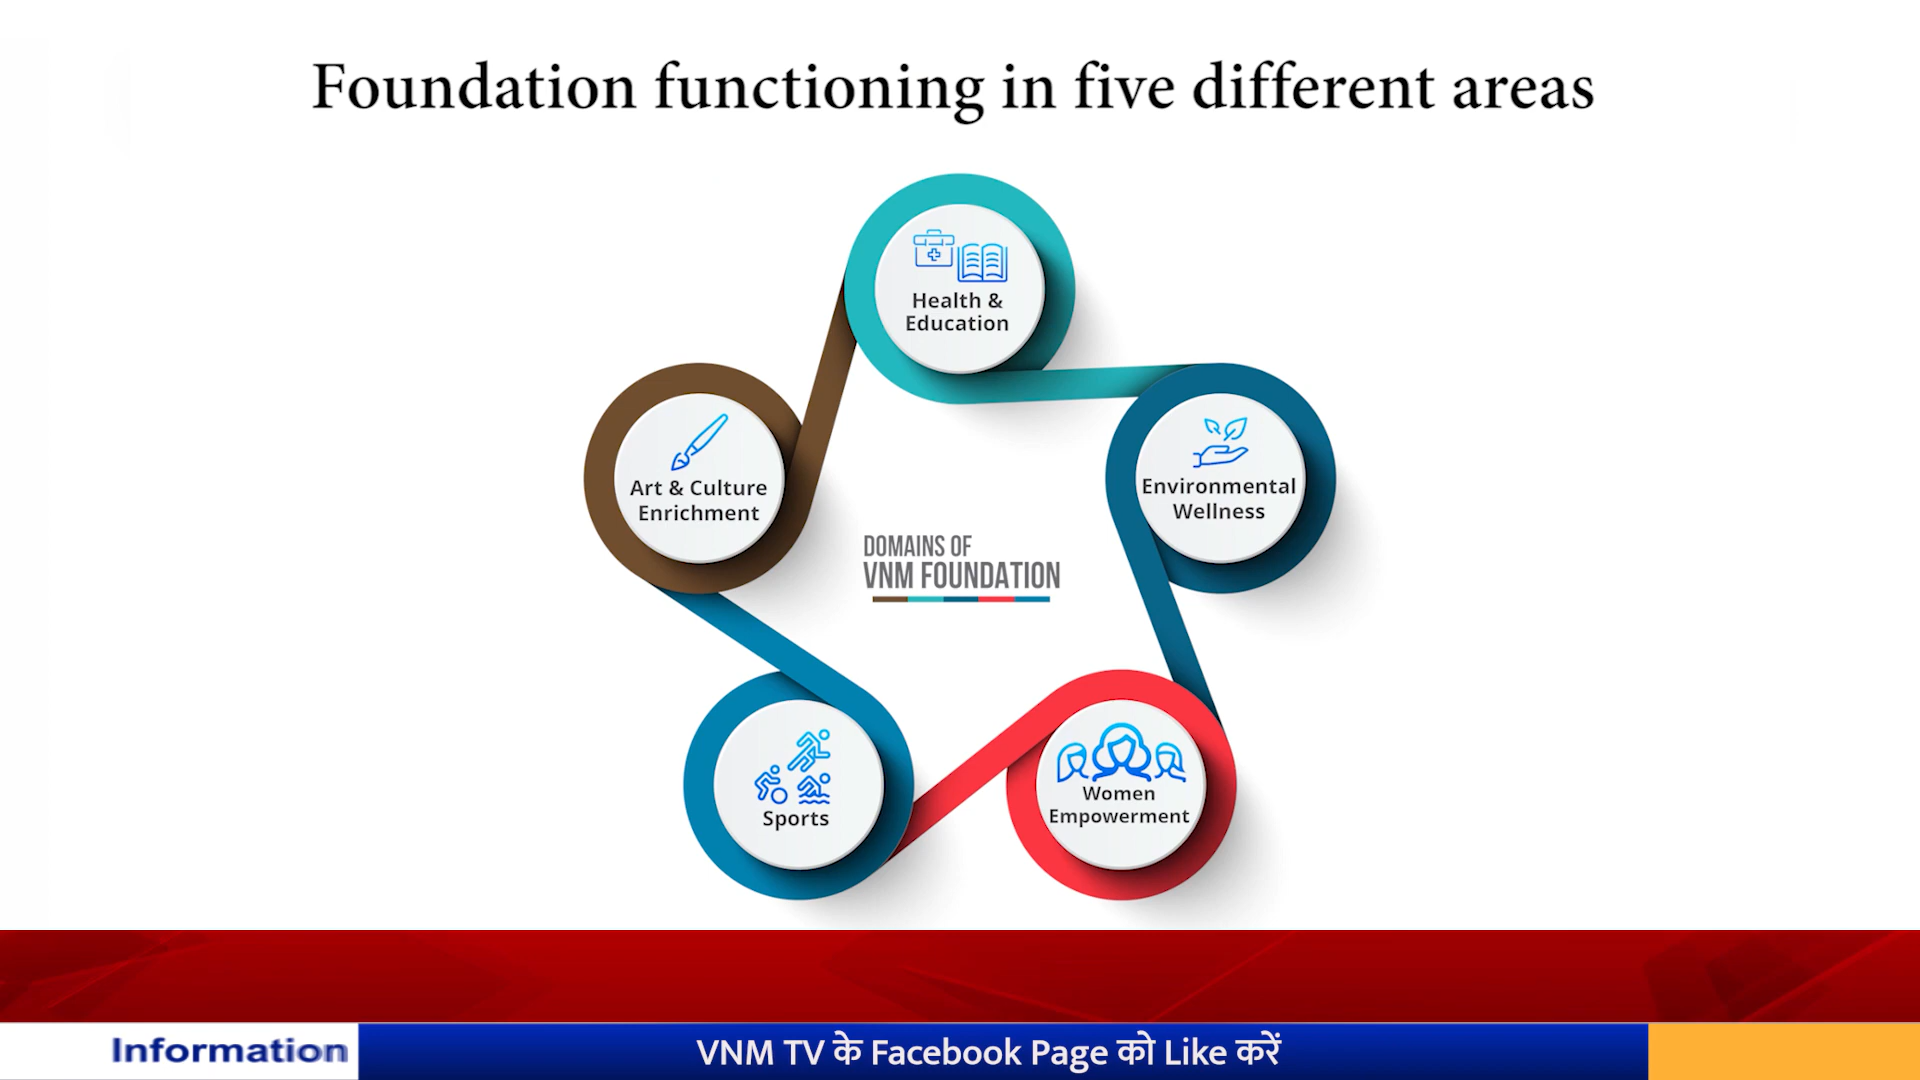 Foundation functioning in five different areas
Health &
Education
Art & Culture
Enrichment
Environmental
Wellness
DOMAINS OF
VNM FOUNDATION
Sports
Women
Empowerment
Information
VNM TV के Facebook Page को Like करें